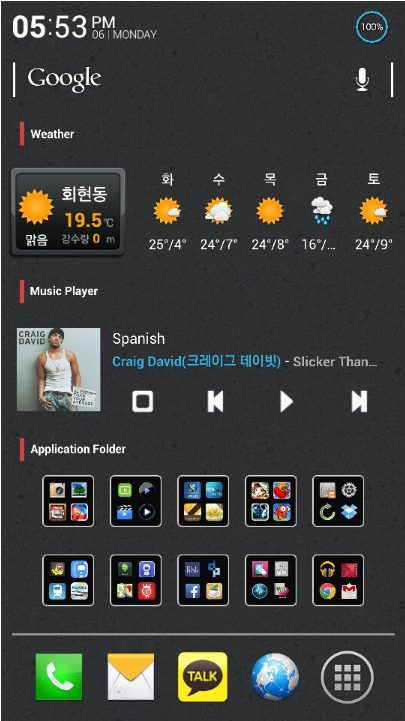 05:53 PM
06 | MONDAY
100%
Google
Weather
회현동
19.5℃
맑음
강수량 0 m
화 수 목 금 토
25°/4° 24°/7° 24°/8° 16°/... 24°/9°
Music Player
CRAIG
DAVID
Spanish
Craig David(크레이그 데이빗) - Slicker Than...
Application Folder
TALK